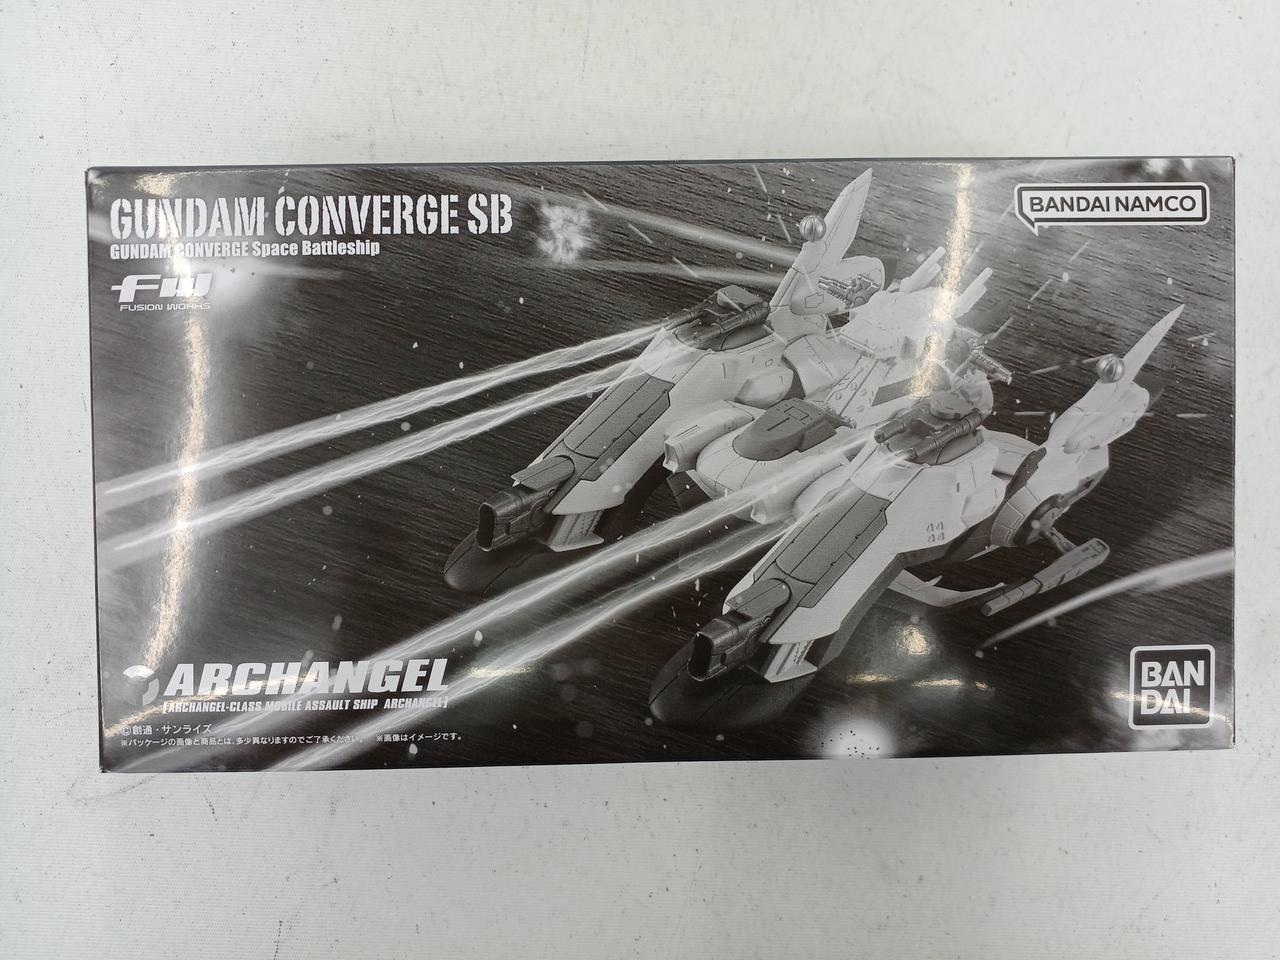 GUNDAM CONVERGE SB
GUNDAM CONVERGE Space Battleship
FW
FUSION WORKS
BANDAI NAMCO
ARCHANGEL
[ARCHANGEL-CLASS MOBILE ASSAULT SHIP ARCHANGEL]
©創通・サンライズ
※パッケージの画像と商品とは、多少異なりますのでご了承ください。 ※画像はイメージです。
BAN
DAI